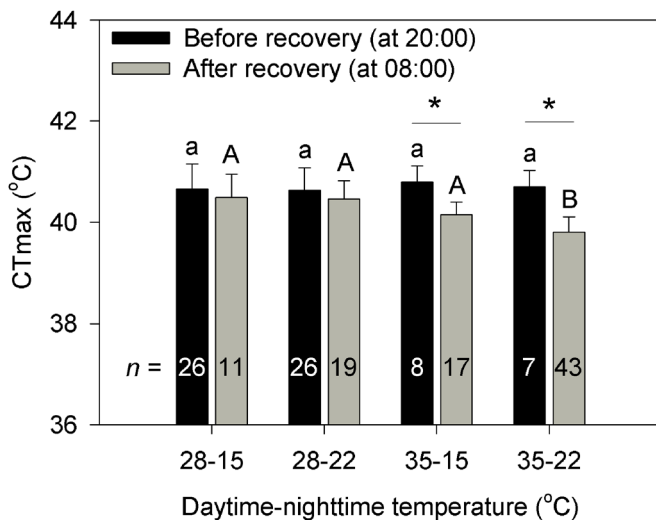 44
42
40
38
36
CTmax (°C)
Before recovery (at 20:00)
After recovery (at 08:00)
* *
a A a A a A a B
n = 26 11 26 19 8 17 7 43
28-15 28-22 35-15 35-22
Daytime-nighttime temperature (°C)